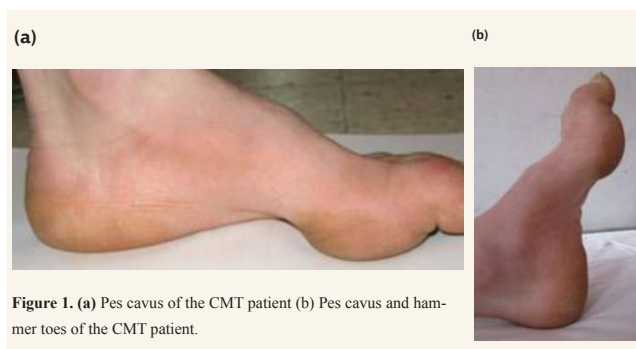 (a)
(b)
Figure 1. (a) Pes cavus of the CMT patient (b) Pes cavus and ham-
mer toes of the CMT patient.